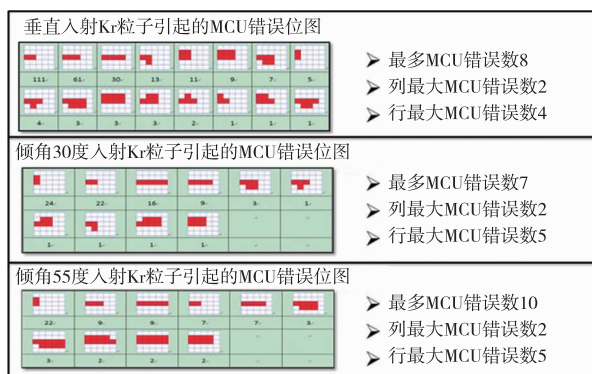 垂直入射Kr粒子引起的MCU错误位图
111 61 30 13 11 9 7 5
4 3 3 3 2 1 1 1
➢ 最多MCU错误数8
➢ 列最大MCU错误数2
➢ 行最大MCU错误数4
倾角30度入射Kr粒子引起的MCU错误位图
24 22 16 9 3 1
1 1 1 1
➢ 最多MCU错误数7
➢ 列最大MCU错误数2
➢ 行最大MCU错误数5
倾角55度入射Kr粒子引起的MCU错误位图
22 9 9 7 7 3
3 2 2 2
➢ 最多MCU错误数10
➢ 列最大MCU错误数2
➢ 行最大MCU错误数5